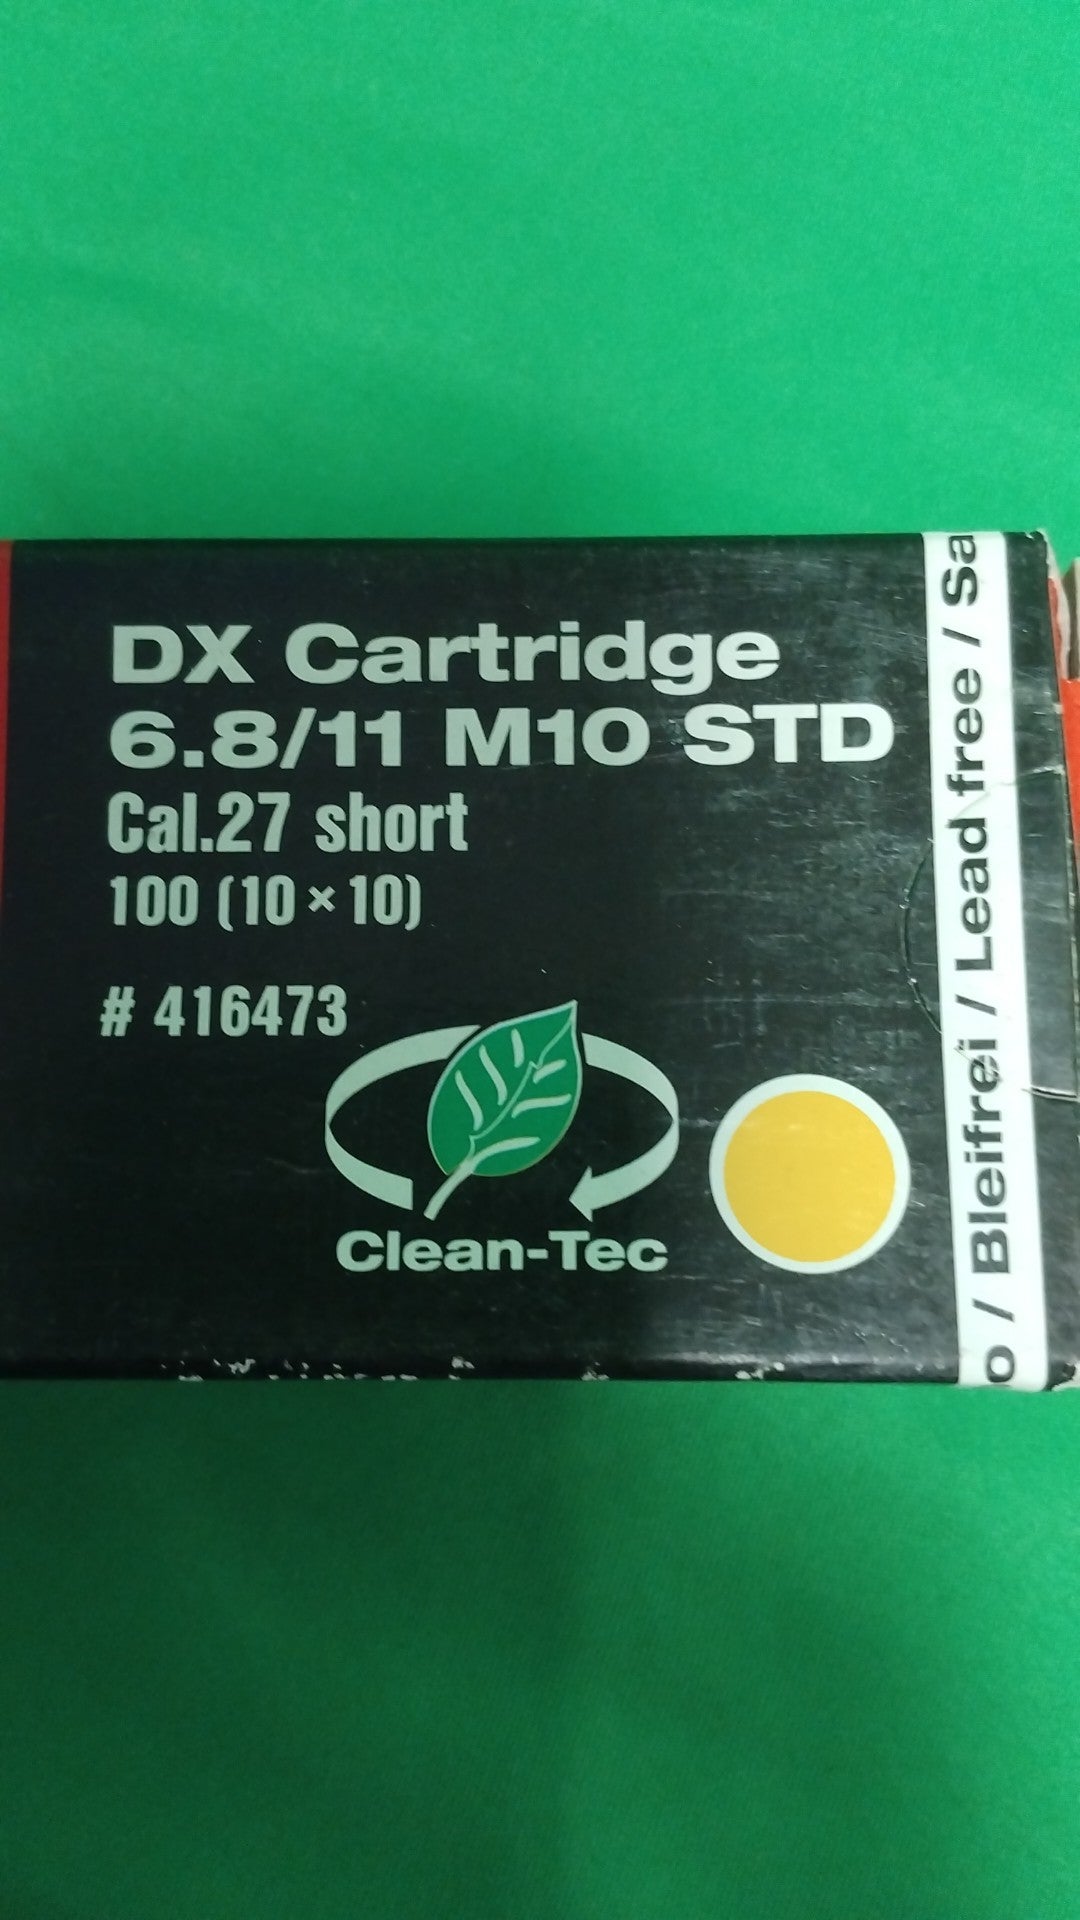 DX Cartridge
6.8/11 M10 STD
Cal.27 short
100 (10 × 10)
# 416473
Clean-Tec
o / Bleifrei / Lead free / Sa